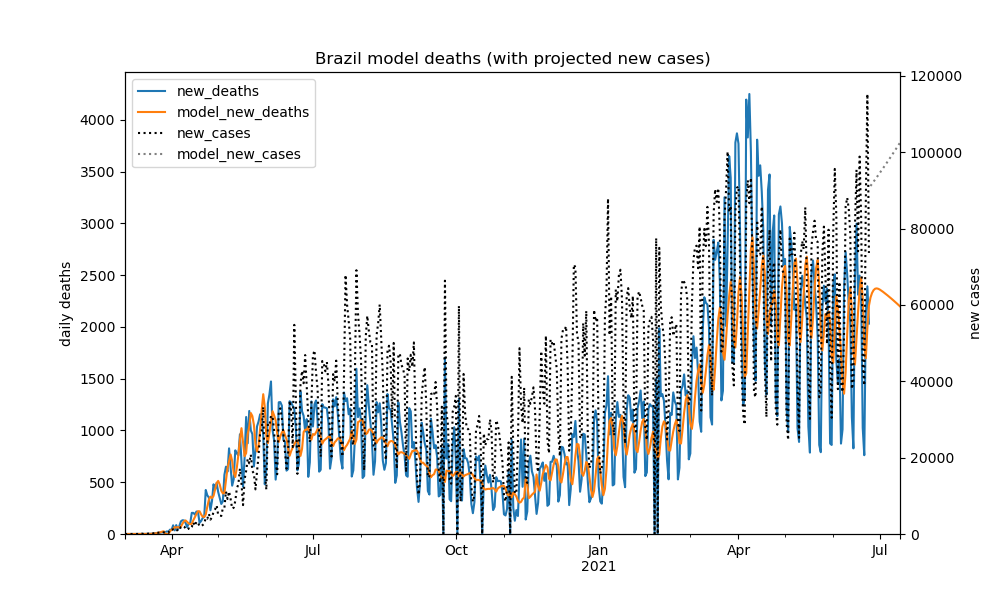 Brazil model deaths (with projected new cases)
new_deaths
model_new_deaths
new_cases
model_new_cases
daily deaths
4000
3500
3000
2500
2000
1500
1000
500
0
120000
100000
80000
60000
40000
20000
0
new cases
Apr
Jul
Oct
Jan
2021
Apr
Jul